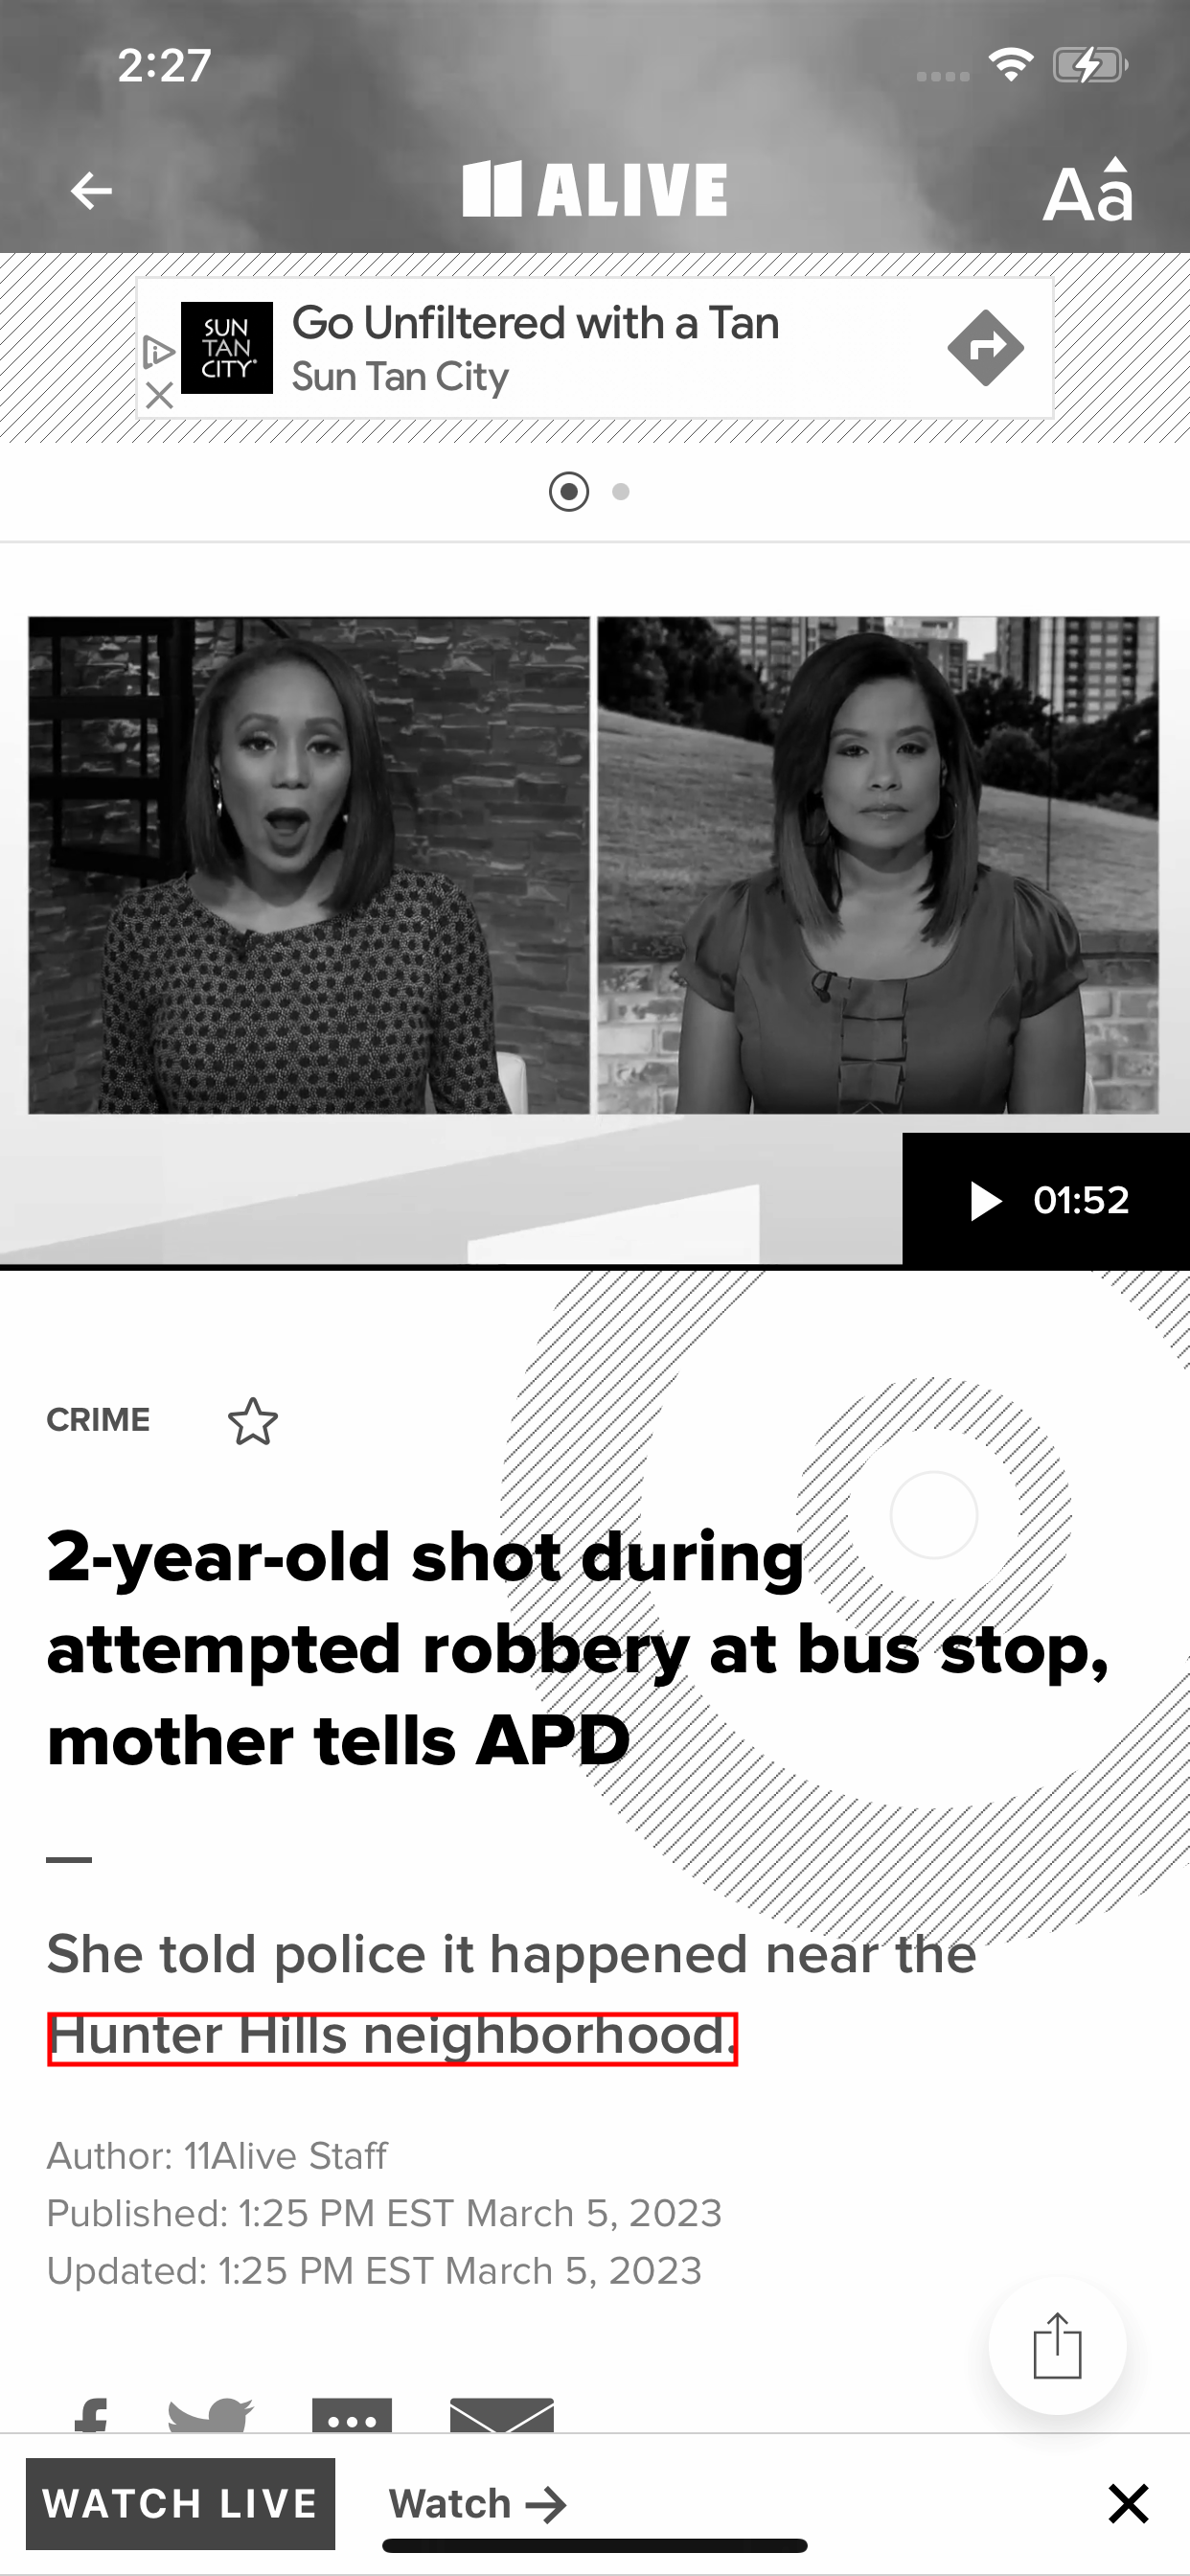 2:27
11 ALIVE
Aa
SUN
TAN
CITY
Go Unfiltered with a Tan
Sun Tan City
01:52
CRIME
2-year-old shot during
attempted robbery at bus stop,
mother tells APD
She told police it happened near the
Hunter Hills neighborhood.
Author: 11Alive Staff
Published: 1:25 PM EST March 5, 2023
Updated: 1:25 PM EST March 5, 2023
WATCH LIVE
Watch →